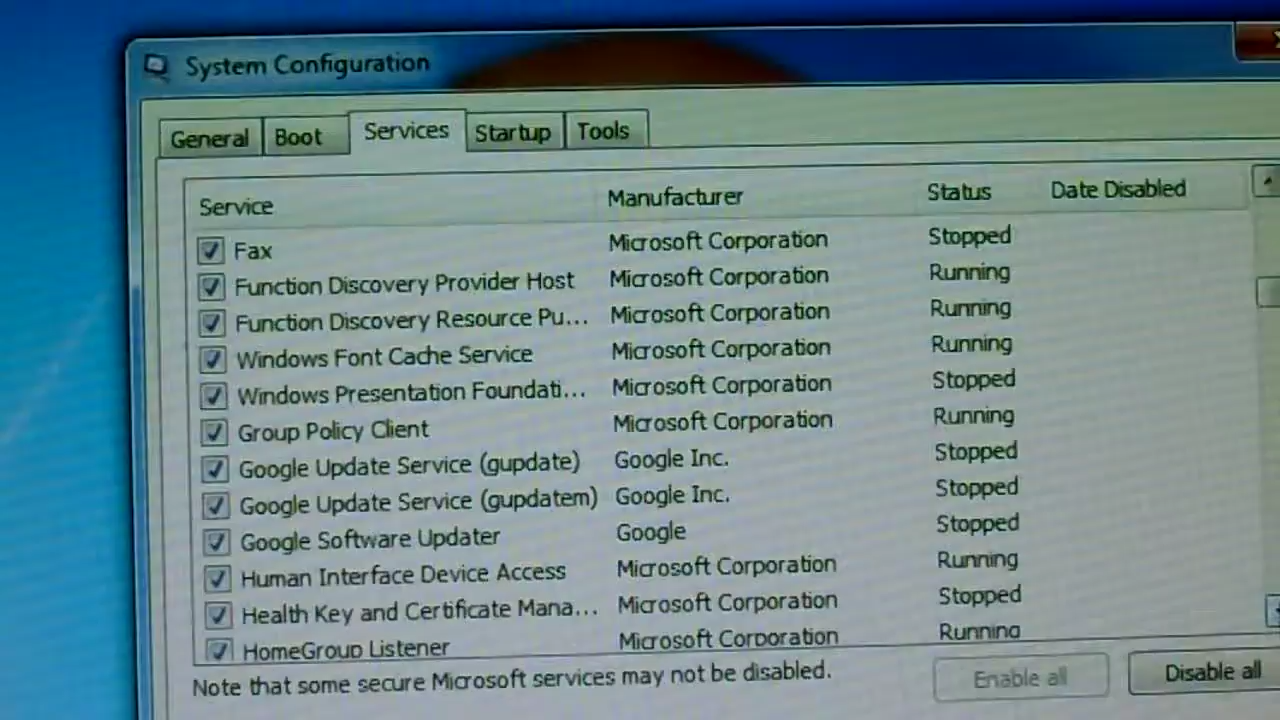 System Configuration
General Boot Services Startup Tools
Service Manufacturer Status Date Disabled
Fax Microsoft Corporation Stopped
Function Discovery Provider Host Microsoft Corporation Running
Function Discovery Resource Pu... Microsoft Corporation Running
Windows Font Cache Service Microsoft Corporation Running
Windows Presentation Foundati... Microsoft Corporation Stopped
Group Policy Client Microsoft Corporation Running
Google Update Service (gupdate) Google Inc. Stopped
Google Update Service (gupdatem) Google Inc. Stopped
Google Software Updater Google Stopped
Human Interface Device Access Microsoft Corporation Running
Health Key and Certificate Mana... Microsoft Corporation Stopped
HomeGroup Listener Microsoft Corporation Running
Note that some secure Microsoft services may not be disabled.
Enable all Disable all